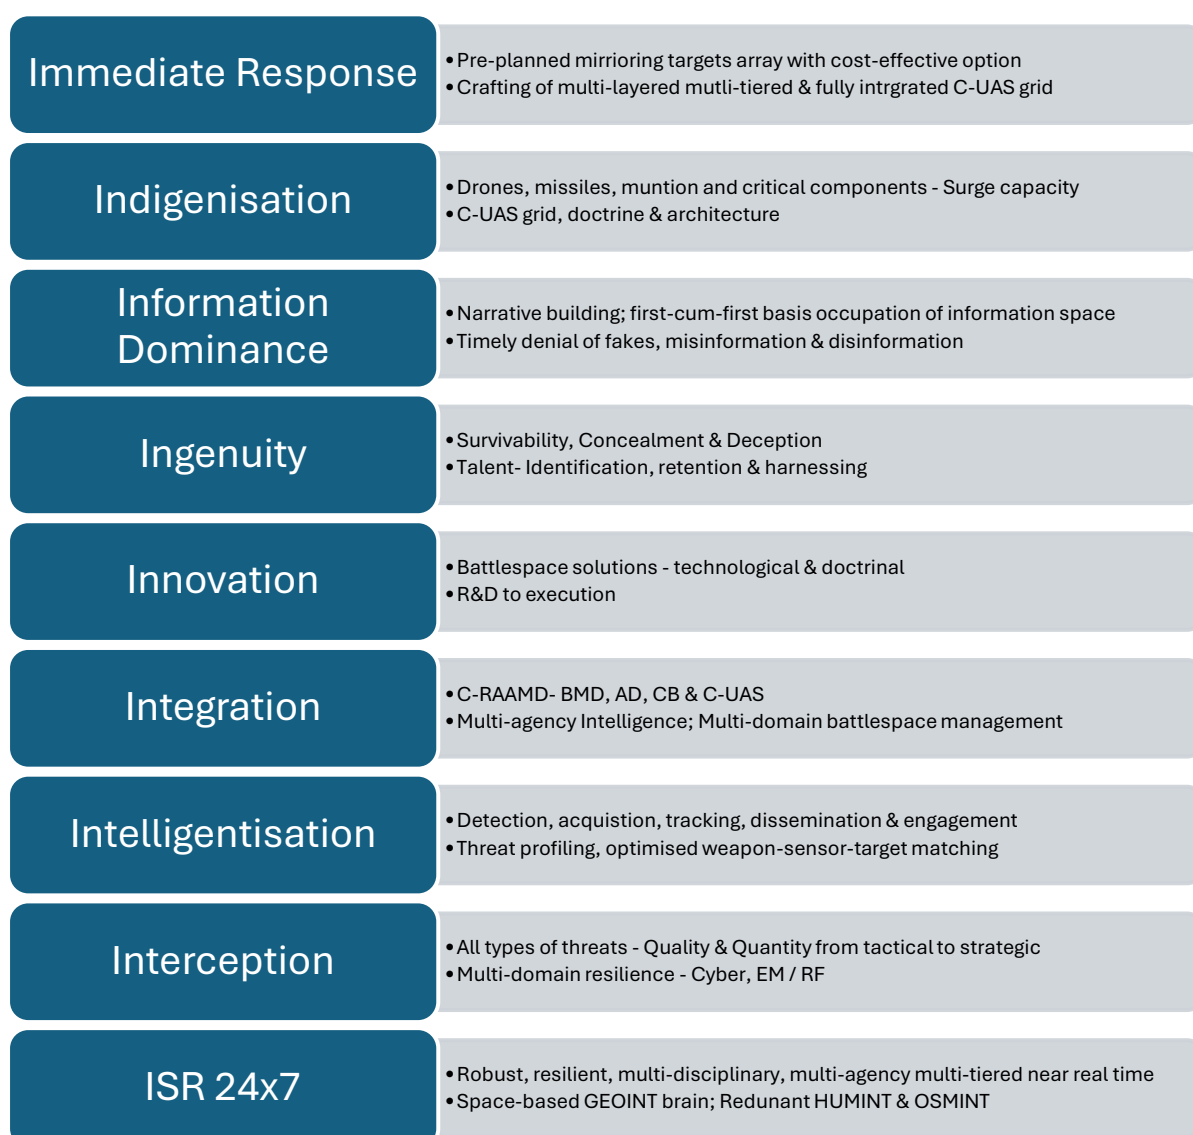 Immediate Response
•Pre-planned mirrioring targets array with cost-effective option
•Crafting of multi-layered mutli-tiered & fully intrgrated C-UAS grid
Indigenisation
•Drones, missiles, muntion and critical components - Surge capacity
•C-UAS grid, doctrine & architecture
Information
Dominance
•Narrative building; first-cum-first basis occupation of information space
•Timely denial of fakes, misinformation & disinformation
Ingenuity
•Survivability, Concealment & Deception
•Talent- Identification, retention & harnessing
Innovation
•Battlespace solutions - technological & doctrinal
•R&D to execution
Integration
•C-RAAMD- BMD, AD, CB & C-UAS
•Multi-agency Intelligence; Multi-domain battlespace management
Intelligentisation
•Detection, acquistion, tracking, dissemination & engagement
•Threat profiling, optimised weapon-sensor-target matching
Interception
•All types of threats - Quality & Quantity from tactical to strategic
•Multi-domain resilience - Cyber, EM / RF
ISR 24x7
•Robust, resilient, multi-disciplinary, multi-agency multi-tiered near real time
•Space-based GEOINT brain; Redunant HUMINT & OSMINT